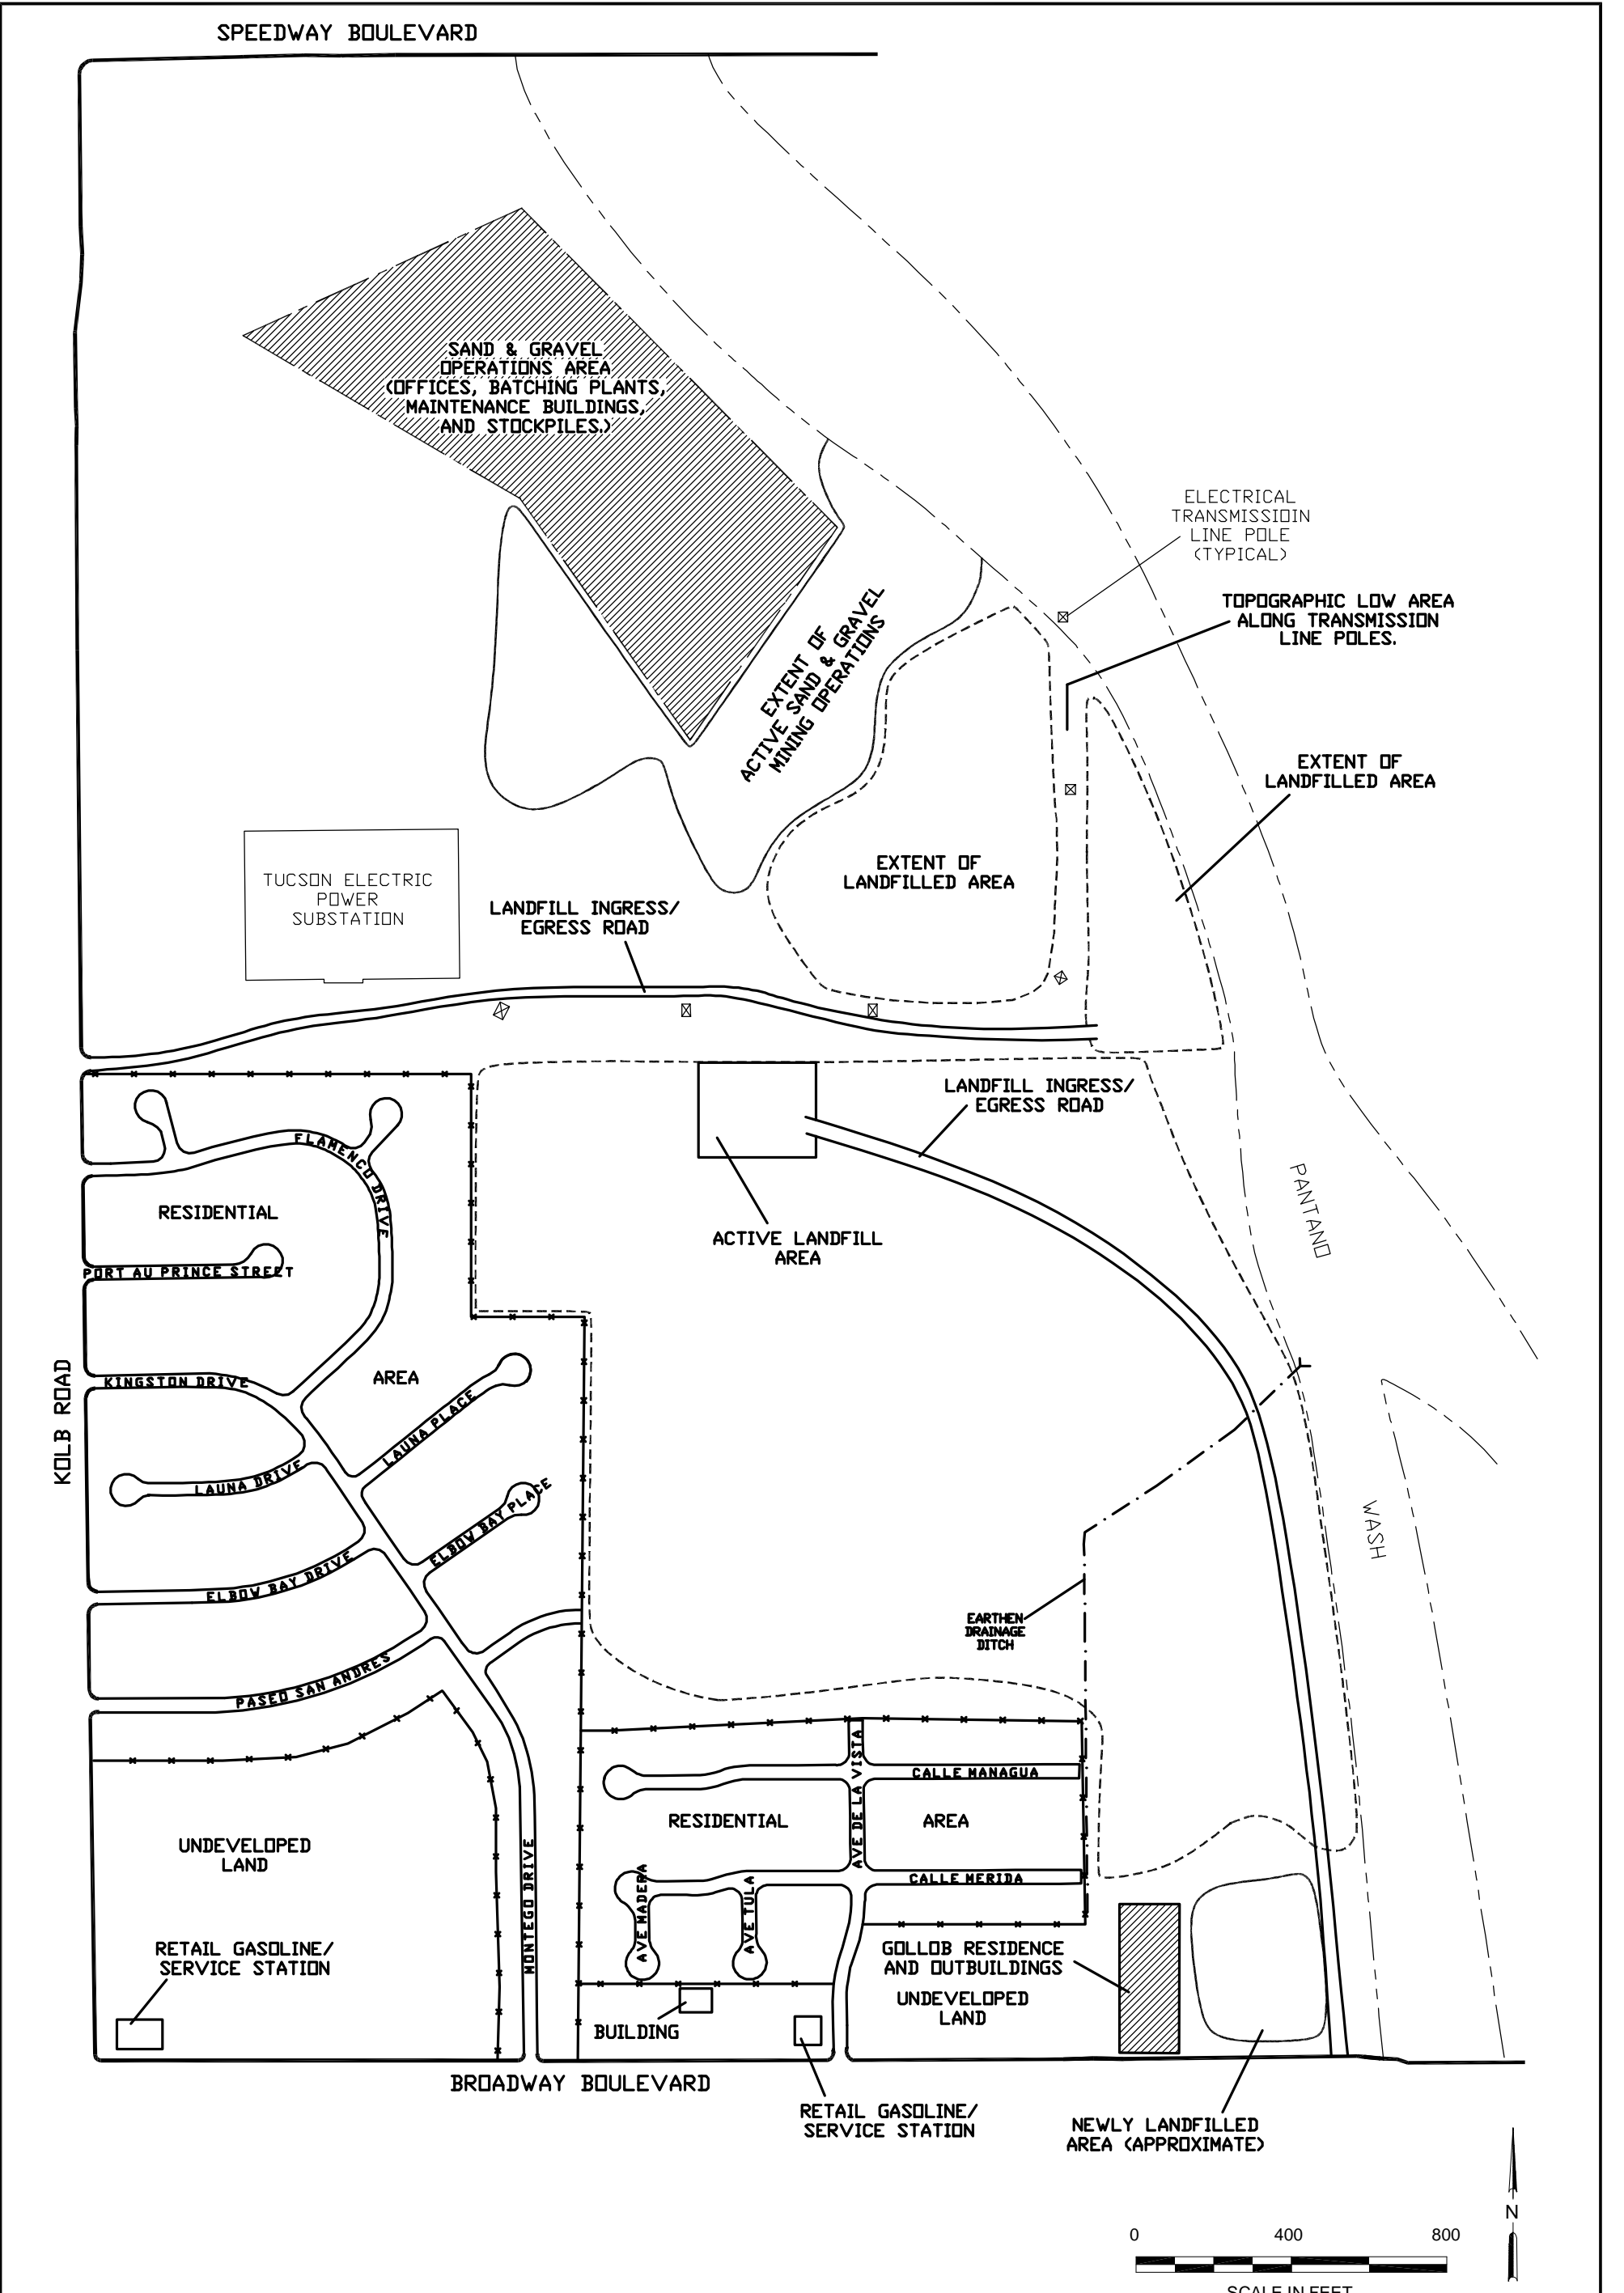 SPEEDWAY BOULEVARD
SAND & GRAVEL
OPERATIONS AREA
(OFFICES, BATCHING PLANTS,
MAINTENANCE BUILDINGS,
AND STOCKPILES.)
ELECTRICAL
TRANSMISSIOIN
LINE POLE
(TYPICAL)
TOPOGRAPHIC LOW AREA
ALONG TRANSMISSION
LINE POLES.
EXTENT OF
ACTIVE SAND & GRAVEL
MINING OPERATIONS
EXTENT OF
LANDFILLED AREA
EXTENT OF
LANDFILLED AREA
TUCSON ELECTRIC
POWER
SUBSTATION
LANDFILL INGRESS/
EGRESS ROAD
LANDFILL INGRESS/
EGRESS ROAD
FLAMENCO DRIVE
RESIDENTIAL
PORT AU PRINCE STREET
ACTIVE LANDFILL
AREA
PANTANO
KOLB ROAD
KINGSTON DRIVE
AREA
LAUNA PLACE
LAUNA DRIVE
ELBOW BAY PLACE
ELBOW BAY DRIVE
WASH
EARTHEN
DRAINAGE
DITCH
PASEO SAN ANDRES
CALLE MANAGUA
AVE DE LA VISTA
RESIDENTIAL
AREA
UNDEVELOPED
LAND
MONTEGO DRIVE
AVE MADERA
AVE TULA
CALLE MERIDA
RETAIL GASOLINE/
SERVICE STATION
GOLLOB RESIDENCE
AND OUTBUILDINGS
UNDEVELOPED
LAND
BUILDING
BROADWAY BOULEVARD
RETAIL GASOLINE/
SERVICE STATION
NEWLY LANDFILLED
AREA (APPROXIMATE)
N
0 400 800
SCALE IN FEET